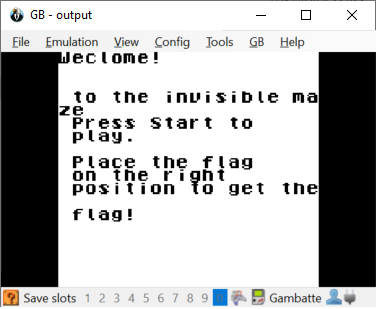 GB - output
File Emulation View Config Tools GB Help
Weclome!
to the invisible ma
ze
Press Start to
play.
Place the flag
on the right
position to get the
flag!
Save slots 1 2 3 4 5 6 7 8 9 0 Gambatte